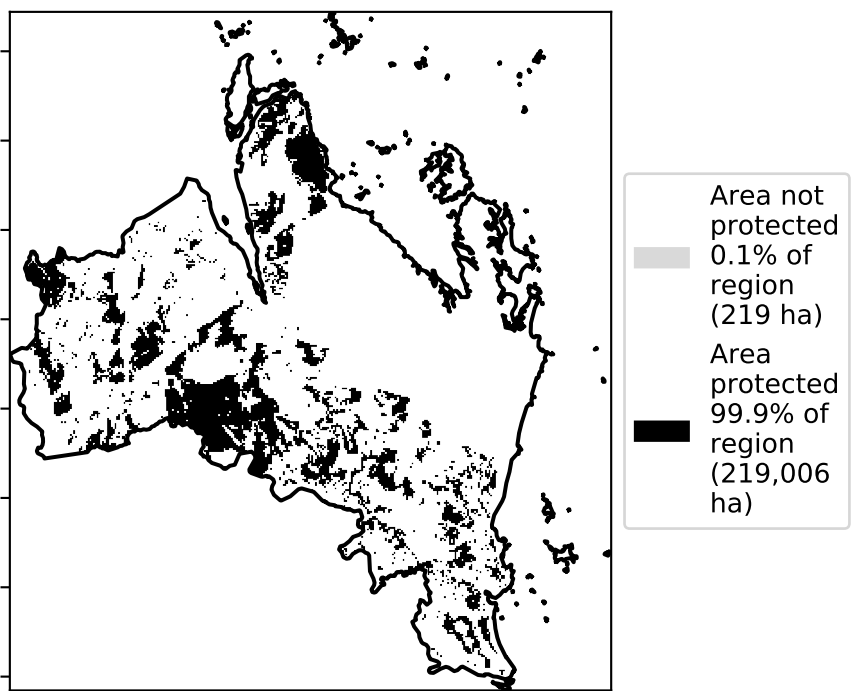 Area not
protected
0.1% of
region
(219 ha)
Area
protected
99.9% of
region
(219,006
ha)